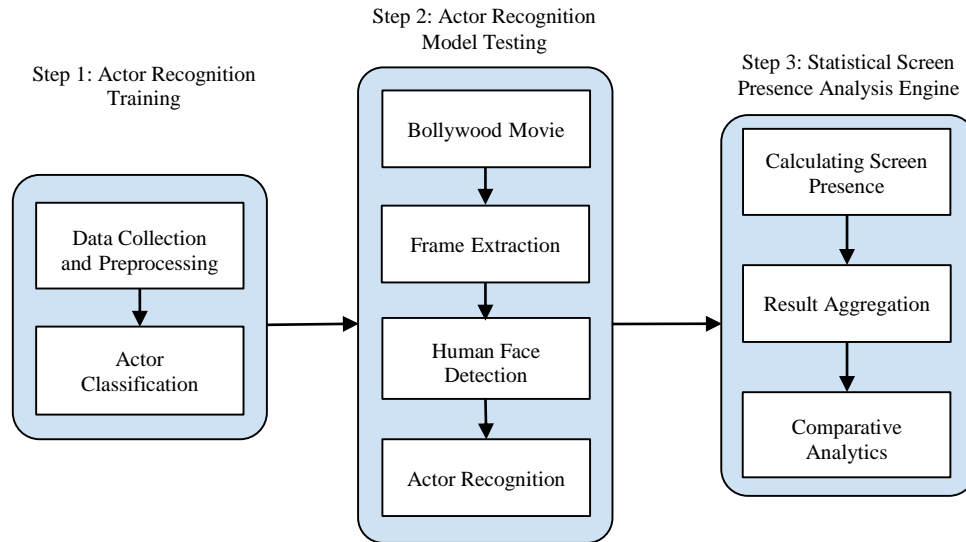 Step 1: Actor Recognition
Training
Data Collection
and Preprocessing
Actor
Classification
Step 2: Actor Recognition
Model Testing
Bollywood Movie
Frame Extraction
Human Face
Detection
Actor Recognition
Step 3: Statistical Screen
Presence Analysis Engine
Calculating Screen
Presence
Result Aggregation
Comparative
Analytics